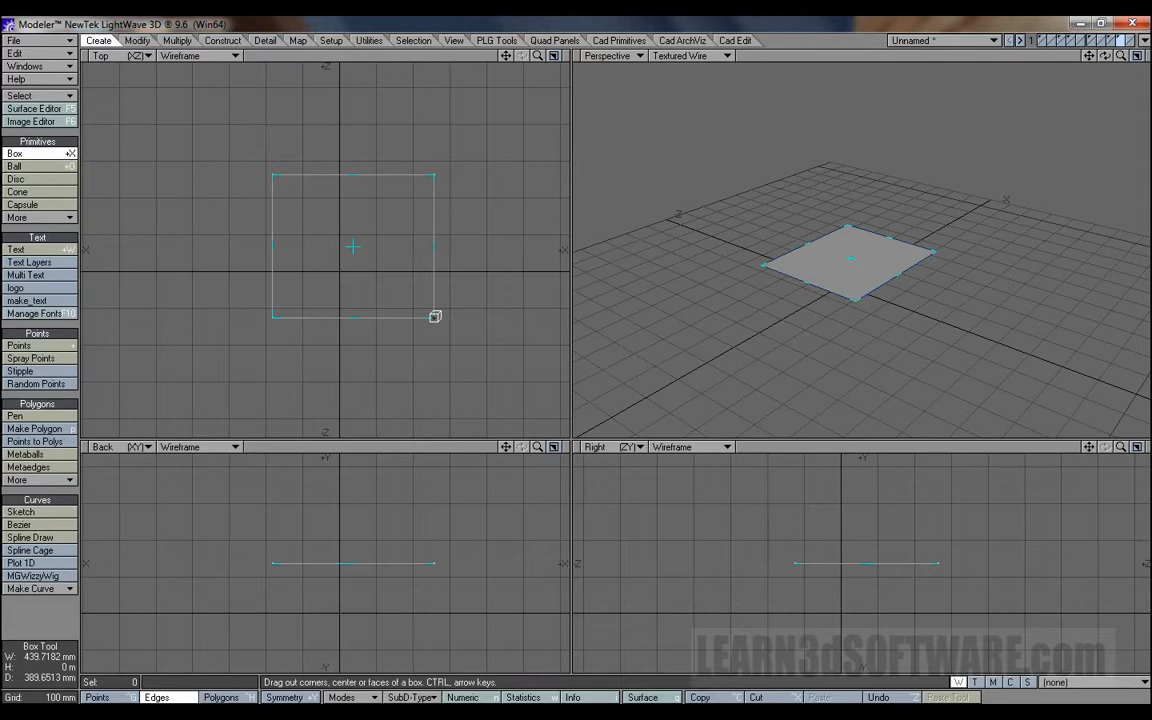 Modeler™ NewTek LightWave 3D ® 9.6 (Win64)
File
Edit
Windows
Help
Select
Surface Editor F5
Image Editor F6
Primitives
Box +X
Ball +O
Disc
Cone
Capsule
More
Text
Text +W
Text Layers
Multi Text
logo
make_text
Manage Fonts F10
Points
Points +
Spray Points
Stipple
Random Points
Polygons
Pen
Make Polygon p
Points to Polys
Metaballs
Metaedges
More
Curves
Sketch
Bezier
Spline Draw
Spline Cage
Plot 1D
MGWizzyWig
Make Curve
Box Tool
W: 439.7182 mm
H: 0 m
D: 389.6513 mm
Grid: 100 mm
Create Modify Multiply Construct Detail Map Setup Utilities Selection View PLG Tools Quad Panels Cad Primitives Cad ArchViz Cad Edit Unnamed * 1
Top (XZ) Wireframe
Perspective Textured Wire
Back (XY) Wireframe
Right (ZY) Wireframe
LEARN3dSOFTWARE.com
Sel: 0 Drag out corners, center or faces of a box. CTRL, arrow keys. W T M C S (none)
Points ^G Edges Polygons ^H Symmetry +Y Modes SubD-Type Numeric n Statistics w Info i Surface q Copy c Cut x Paste v Undo z Paste Tool